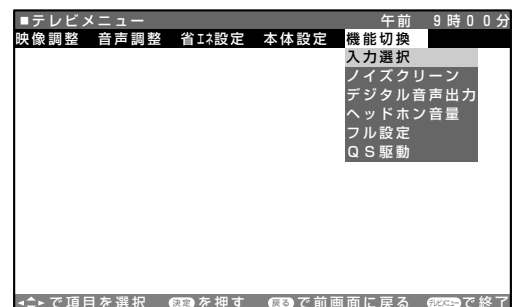 ■テレビメニュー 午前 9時00分
映像調整 音声調整 省エネ設定 本体設定 機能切換
入力選択
ノイズクリーン
デジタル音声出力
ヘッドホン音量
フル設定
QS駆動
で項目を選択 決定を押す 戻るで前画面に戻る テレビメニューで終了